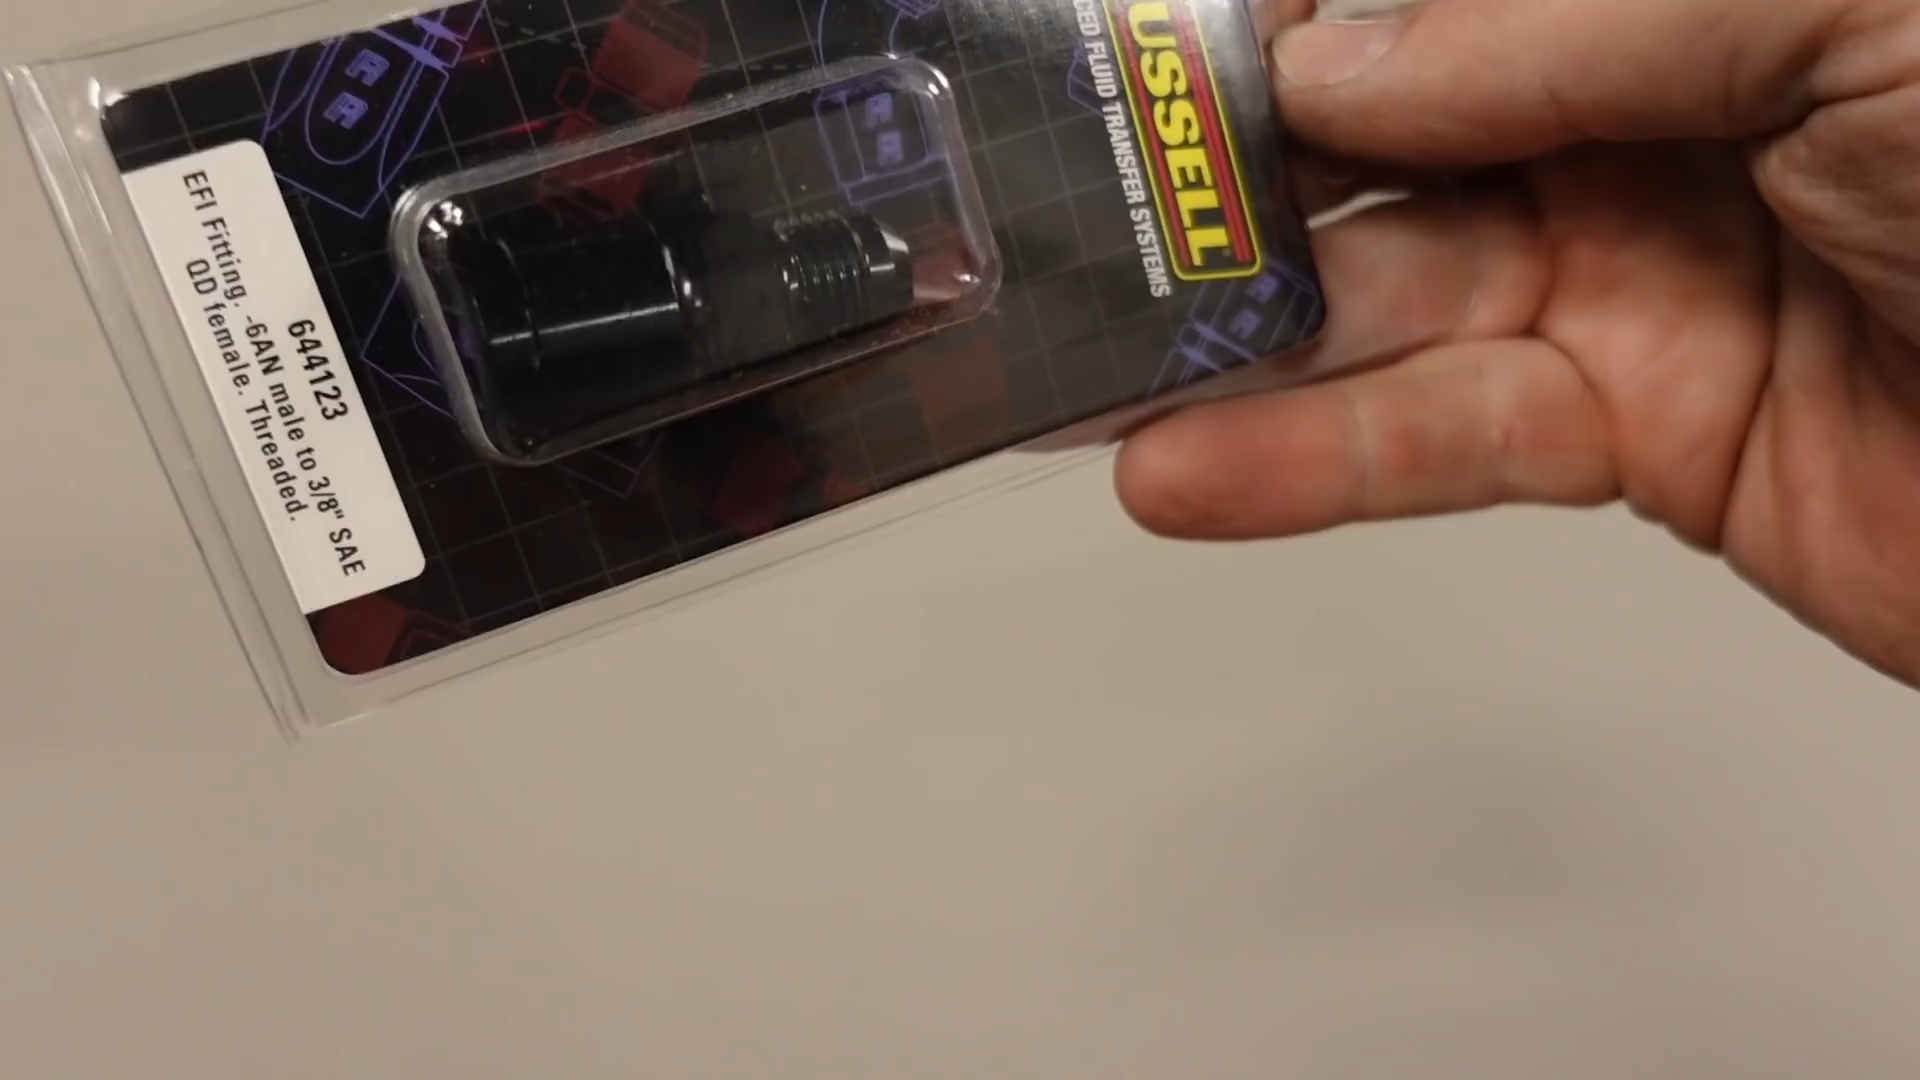 USSELL
CED FLUID TRANSFER SYSTEMS
644123
EFI Fitting, -6AN male to 3/8" SAE
QD female. Threaded.